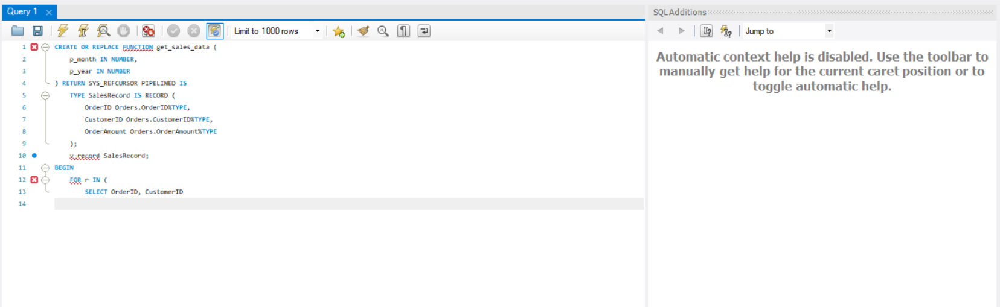 Query 1
SQLAdditions
Limit to 1000 rows
Jump to
1 CREATE OR REPLACE FUNCTION get_sales_data (
2 p_month IN NUMBER,
3 p_year IN NUMBER
4 ) RETURN SYS_REFCURSOR PIPELINED IS
5 TYPE SalesRecord IS RECORD (
6 OrderID Orders.OrderID%TYPE,
7 CustomerID Orders.CustomerID%TYPE,
8 OrderAmount Orders.OrderAmount%TYPE
9 );
10 v_record SalesRecord;
11 BEGIN
12 FOR r IN (
13 SELECT OrderID, CustomerID
14
Automatic context help is disabled. Use the toolbar to
manually get help for the current caret position or to
toggle automatic help.